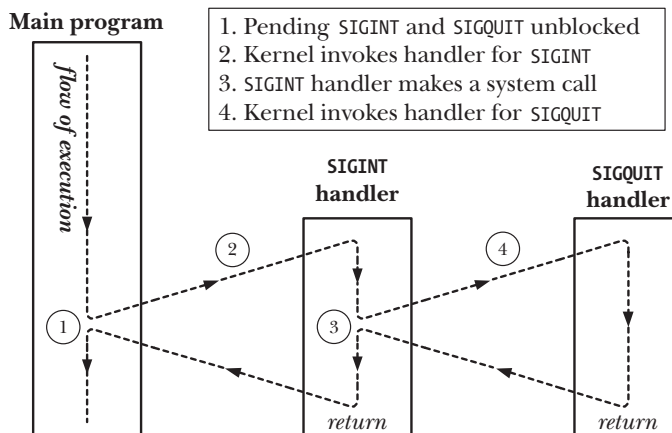 Main program
1. Pending SIGINT and SIGQUIT unblocked
2. Kernel invokes handler for SIGINT
3. SIGINT handler makes a system call
4. Kernel invokes handler for SIGQUIT
flow of execution
SIGINT
handler
SIGQUIT
handler
2
4
1
3
return
return